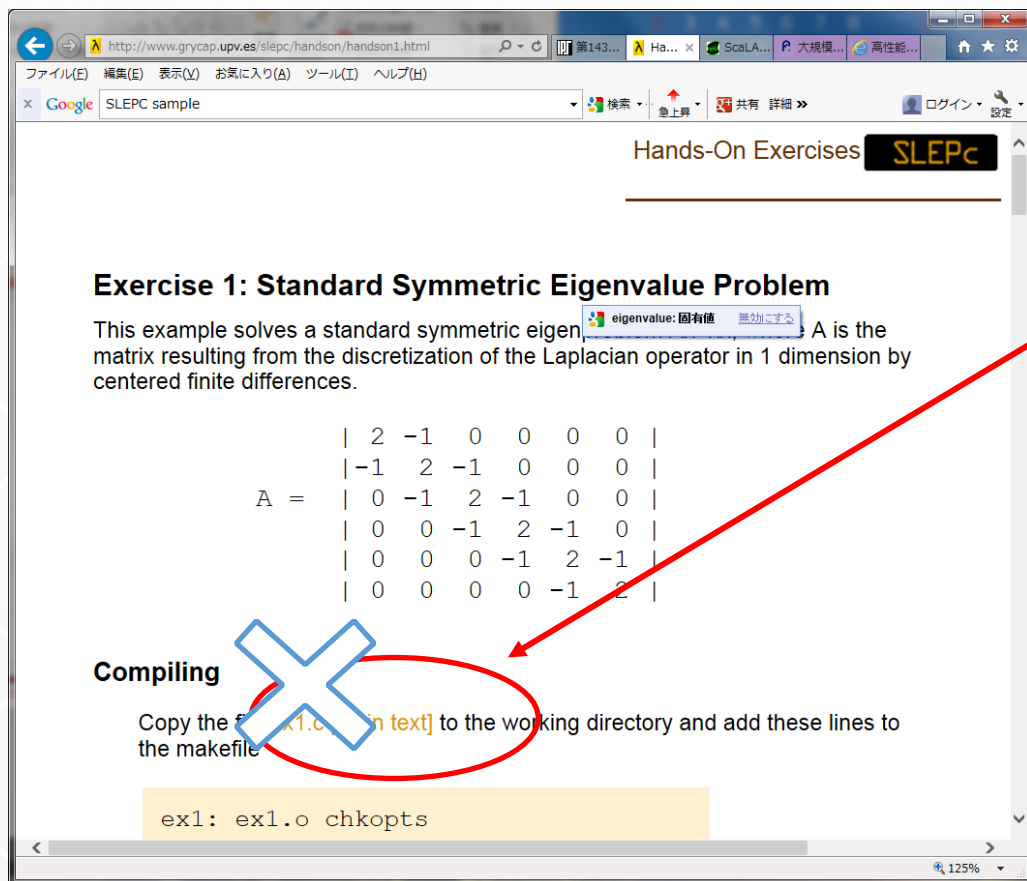 http://www.grycap.upv.es/slepc/handson/handson1.html
第143...
Ha...
ScaLA...
大規模...
高性能...
ファイル(F) 編集(E) 表示(V) お気に入り(A) ツール(T) ヘルプ(H)
x Google SLEPC sample 検索 急上昇 共有 詳細 » ログイン 設定
Hands-On Exercises SLEPc
Exercise 1: Standard Symmetric Eigenvalue Problem
eigenvalue: 固有値 無効にする
This example solves a standard symmetric A is the
matrix resulting from the discretization of the Laplacian operator in 1 dimension by
centered finite differences.
| 2 -1 0 0 0 0 |
|-1 2 -1 0 0 0 |
A = | 0 -1 2 -1 0 0 |
| 0 0 -1 2 -1 0 |
| 0 0 0 -1 2 -1 |
| 0 0 0 0 -1 2 |
Compiling
Copy the text] to the working directory and add these lines to
the makefile
ex1: ex1.o chkopts
125%